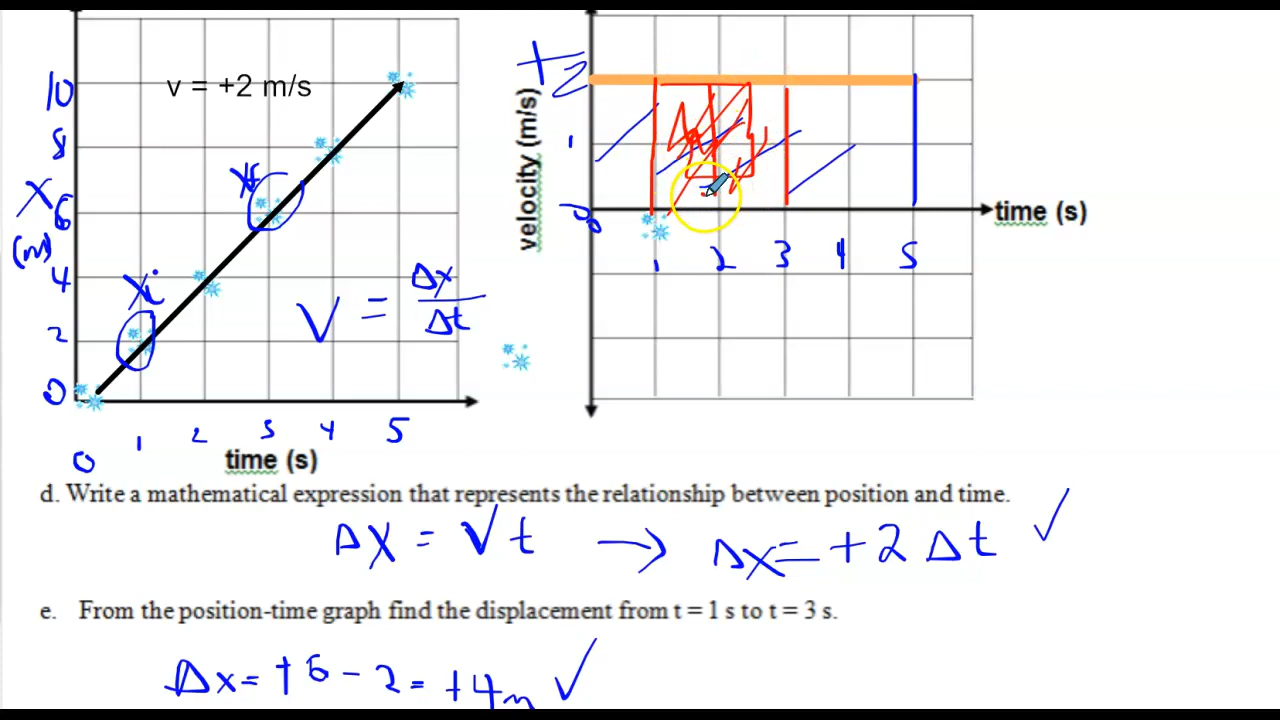 v = +2 m/s
10
8
x
6
(m)
4
2
0
xi
xf
v = Δx/Δt
0 1 2 3 4 5
time (s)
+2
1
0
0
velocity (m/s)
1 2 3 4 5
time (s)
d. Write a mathematical expression that represents the relationship between position and time.
Δx = vt → Δx = +2 Δt ✓
e. From the position-time graph find the displacement from t = 1 s to t = 3 s.
Δx = +6 - 2 = +4m ✓